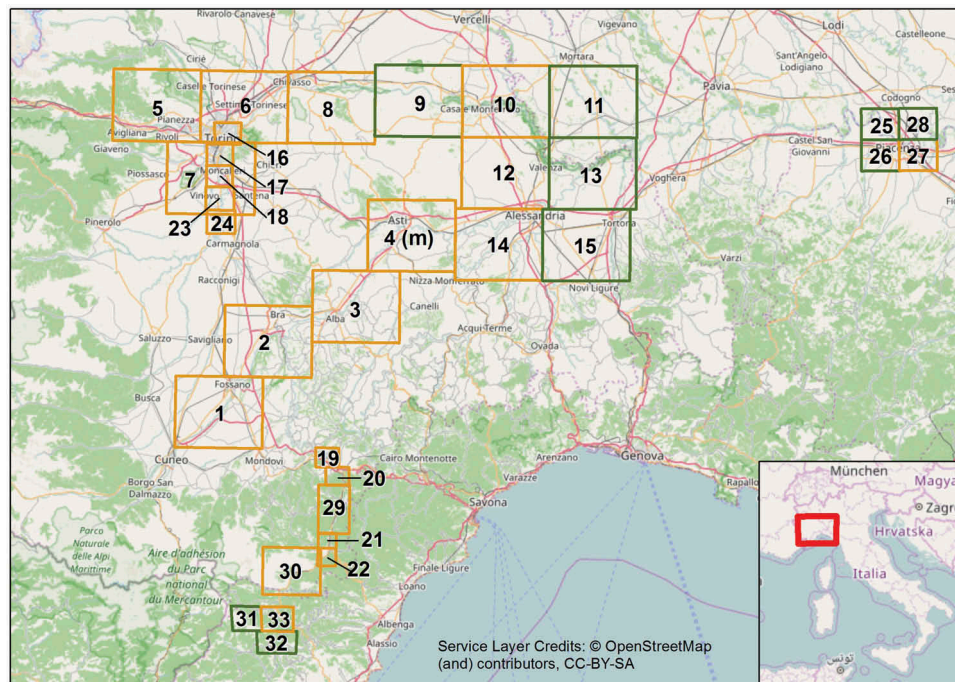 Rivarolo Canavese
Vercelli
Vigevano
Lodi
Castelleone
Cirié
Mortara
Sant'Angelo
Lodigiano
Chivasso
Pavia
Caselle Torinese
Settimo Torinese
Codogno
5
6
8
9
10
11
Casale Monferrato
Pianezza
25
28
Avigliana
Rivoli
Torino
Castel San
Giovanni
Piacenza
Giaveno
16
26
27
Chieri
12
Valenza
13
7
Moncalieri
17
Voghera
Piossasco
Vinovo
Santena
18
Pinerolo
23
24
Asti
Alessandria
Tortona
4 (m)
14
15
Carmagnola
Varzi
Racconigi
Nizza Monferrato
Novi Ligure
Canelli
3
Bra
Alba
Acqui Terme
Saluzzo
Savigliano
2
Ovada
Fossano
Busca
1
Cuneo
Mondovì
19
Cairo Montenotte
Arenzano
Genova
Borgo San
Dalmazzo
20
Varazze
Rapallo
29
Savona
München
Magya
Parco
Naturale
delle Alpi
Marittime
21
Zagre
Aire d'adhésion
du Parc
national
du Mercantour
22
Finale Ligure
Hrvatska
30
Loano
Italia
31
33
Albenga
32
Alassio
Service Layer Credits: © OpenStreetMap
(and) contributors, CC-BY-SA
تونس